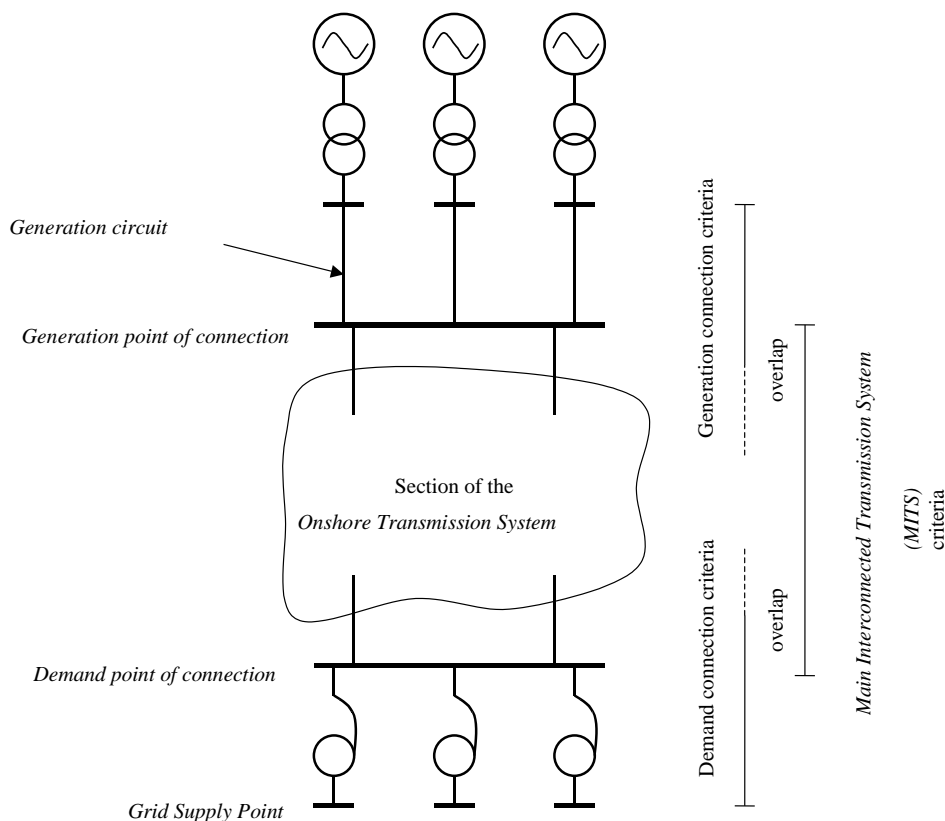 Generation circuit
Generation point of connection
Section of the
Onshore Transmission System
Demand point of connection
Grid Supply Point
Generation connection criteria
overlap
Demand connection criteria
overlap
Main Interconnected Transmission System
(MITS)
criteria